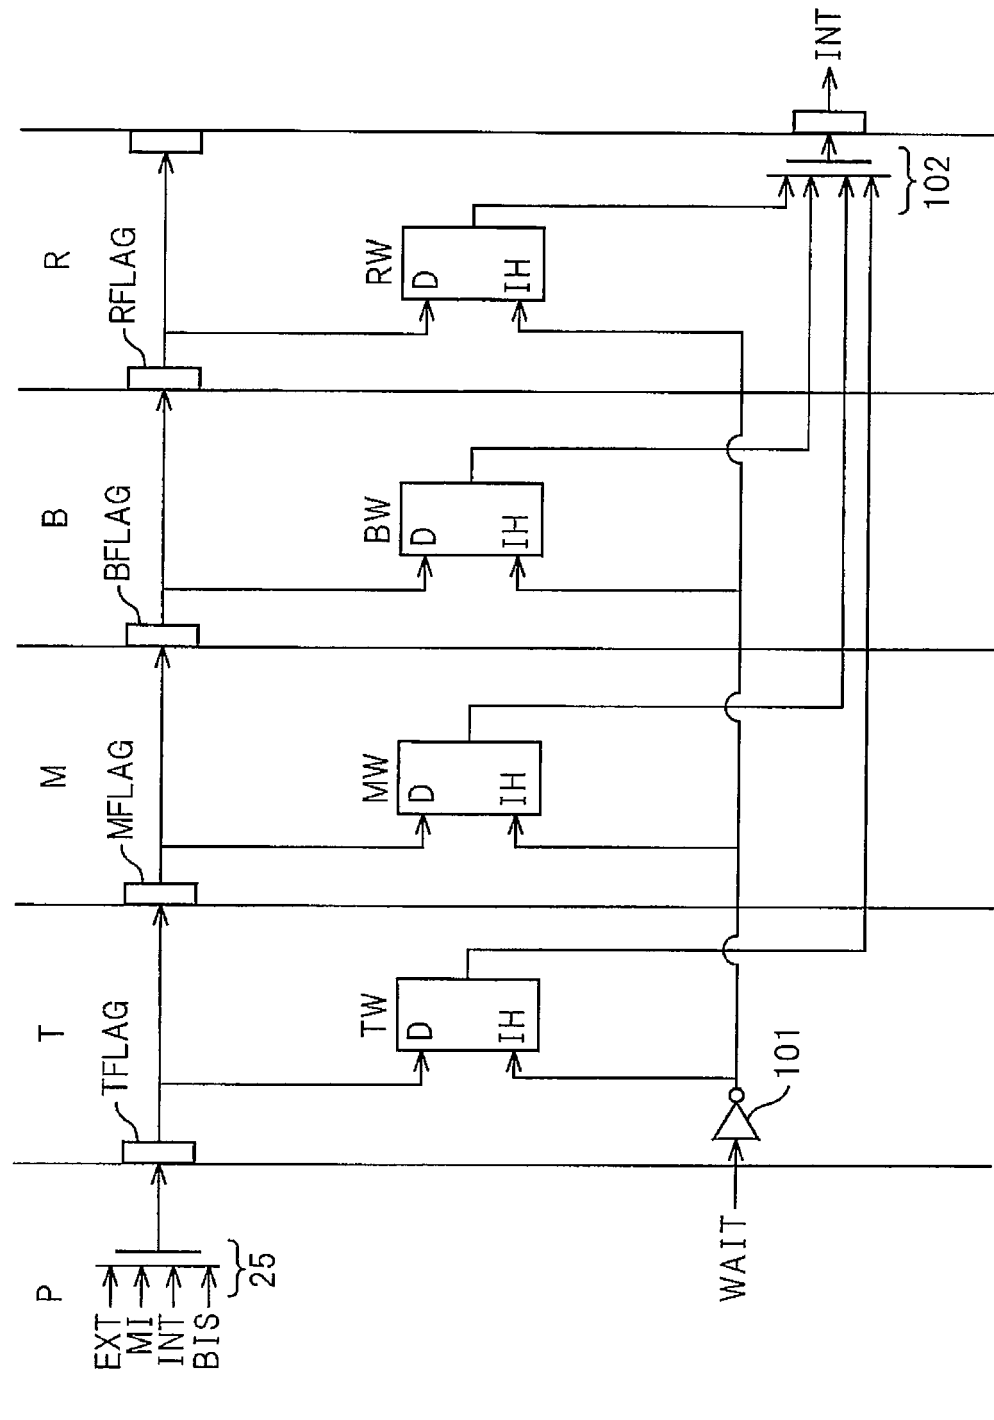 P
T
M
B
R
TFLAG
MFLAG
BFLAG
RFLAG
EXT
MI
INT
BIS
25
TW
D
IH
MW
D
IH
BW
D
IH
RW
D
IH
WAIT
101
102
INT